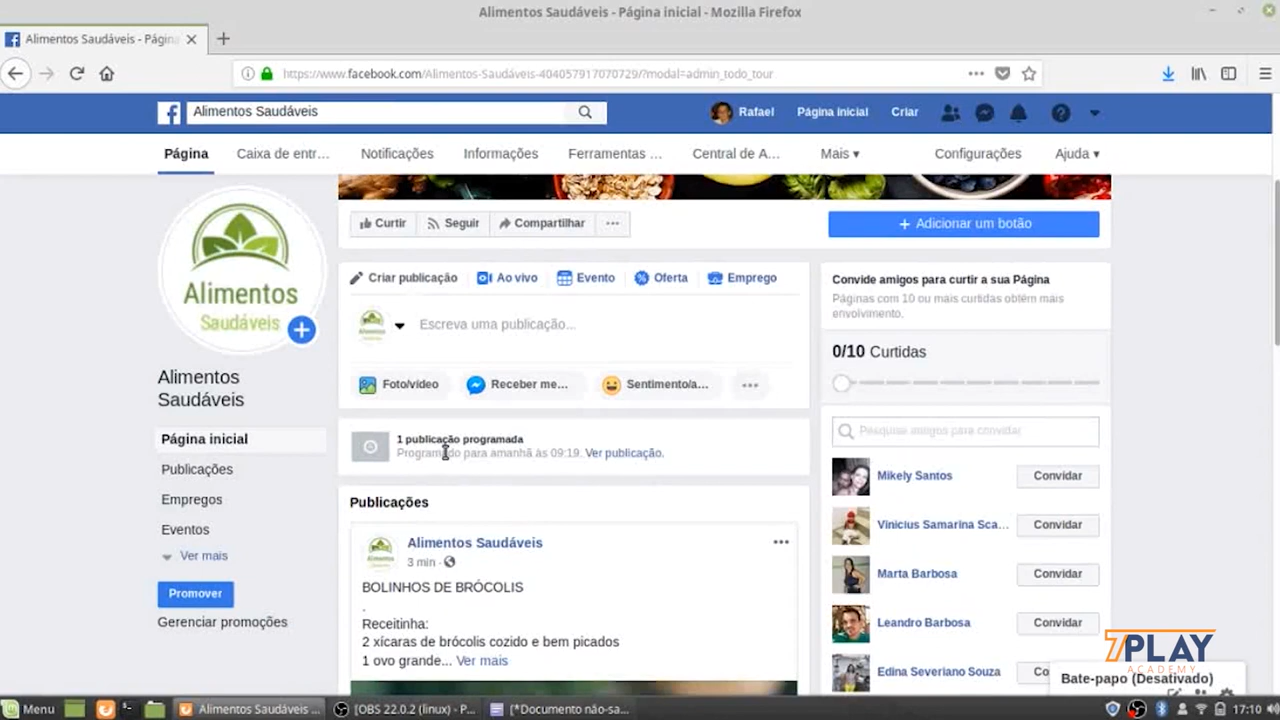 Alimentos Saudáveis - Página inicial - Mozilla Firefox
Alimentos Saudáveis - Página
https://www.facebook.com/Alimentos-Saudáveis-404057917070729/?modal=admin_todo_tour
Alimentos Saudáveis
Rafael
Página inicial
Criar
Página
Caixa de entr...
Notificações
Informações
Ferramentas ...
Central de A...
Mais
Configurações
Ajuda
Alimentos
Saudáveis
Alimentos
Saudáveis
Página inicial
Publicações
Empregos
Eventos
Ver mais
Promover
Gerenciar promoções
Curtir
Seguir
Compartilhar
...
+ Adicionar um botão
Criar publicação
Ao vivo
Evento
Oferta
Emprego
Escreva uma publicação...
Foto/vídeo
Receber me...
Sentimento/a...
1 publicação programada
Programado para amanhã às 09:19. Ver publicação.
Publicações
Alimentos Saudáveis
3 min
BOLINHOS DE BRÓCOLIS
.
Receitinha:
2 xícaras de brócolis cozido e bem picados
1 ovo grande... Ver mais
Convide amigos para curtir a sua Página
Páginas com 10 ou mais curtidas obtêm mais
envolvimento.
0/10 Curtidas
Pesquise amigos para convidar
Mikely Santos
Convidar
Vinicius Samarina Sca...
Convidar
Marta Barbosa
Convidar
Leandro Barbosa
Convidar
Edina Severiano Souza
Co
7PLAY
ACADEMY
Bate-papo (Desativado)
Menu
Alimentos Saudáveis ...
[OBS 22.0.2 (linux) - P...
[*Documento não-sa...
17:10